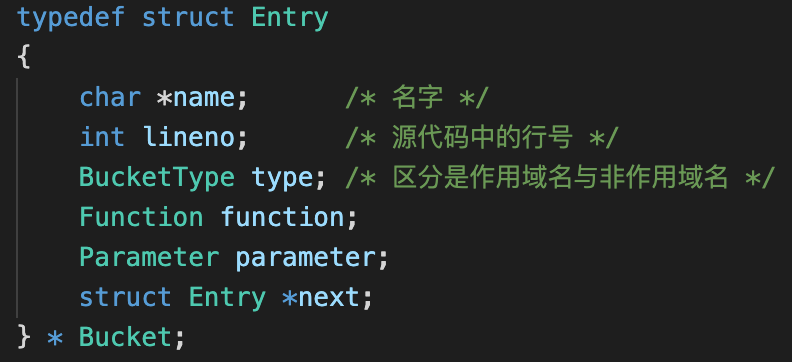 typedef struct Entry
{
    char *name;      /* 名字 */
    int lineno;      /* 源代码中的行号 */
    BucketType type; /* 区分是作用域名与非作用域名 */
    Function function;
    Parameter parameter;
    struct Entry *next;
} * Bucket;